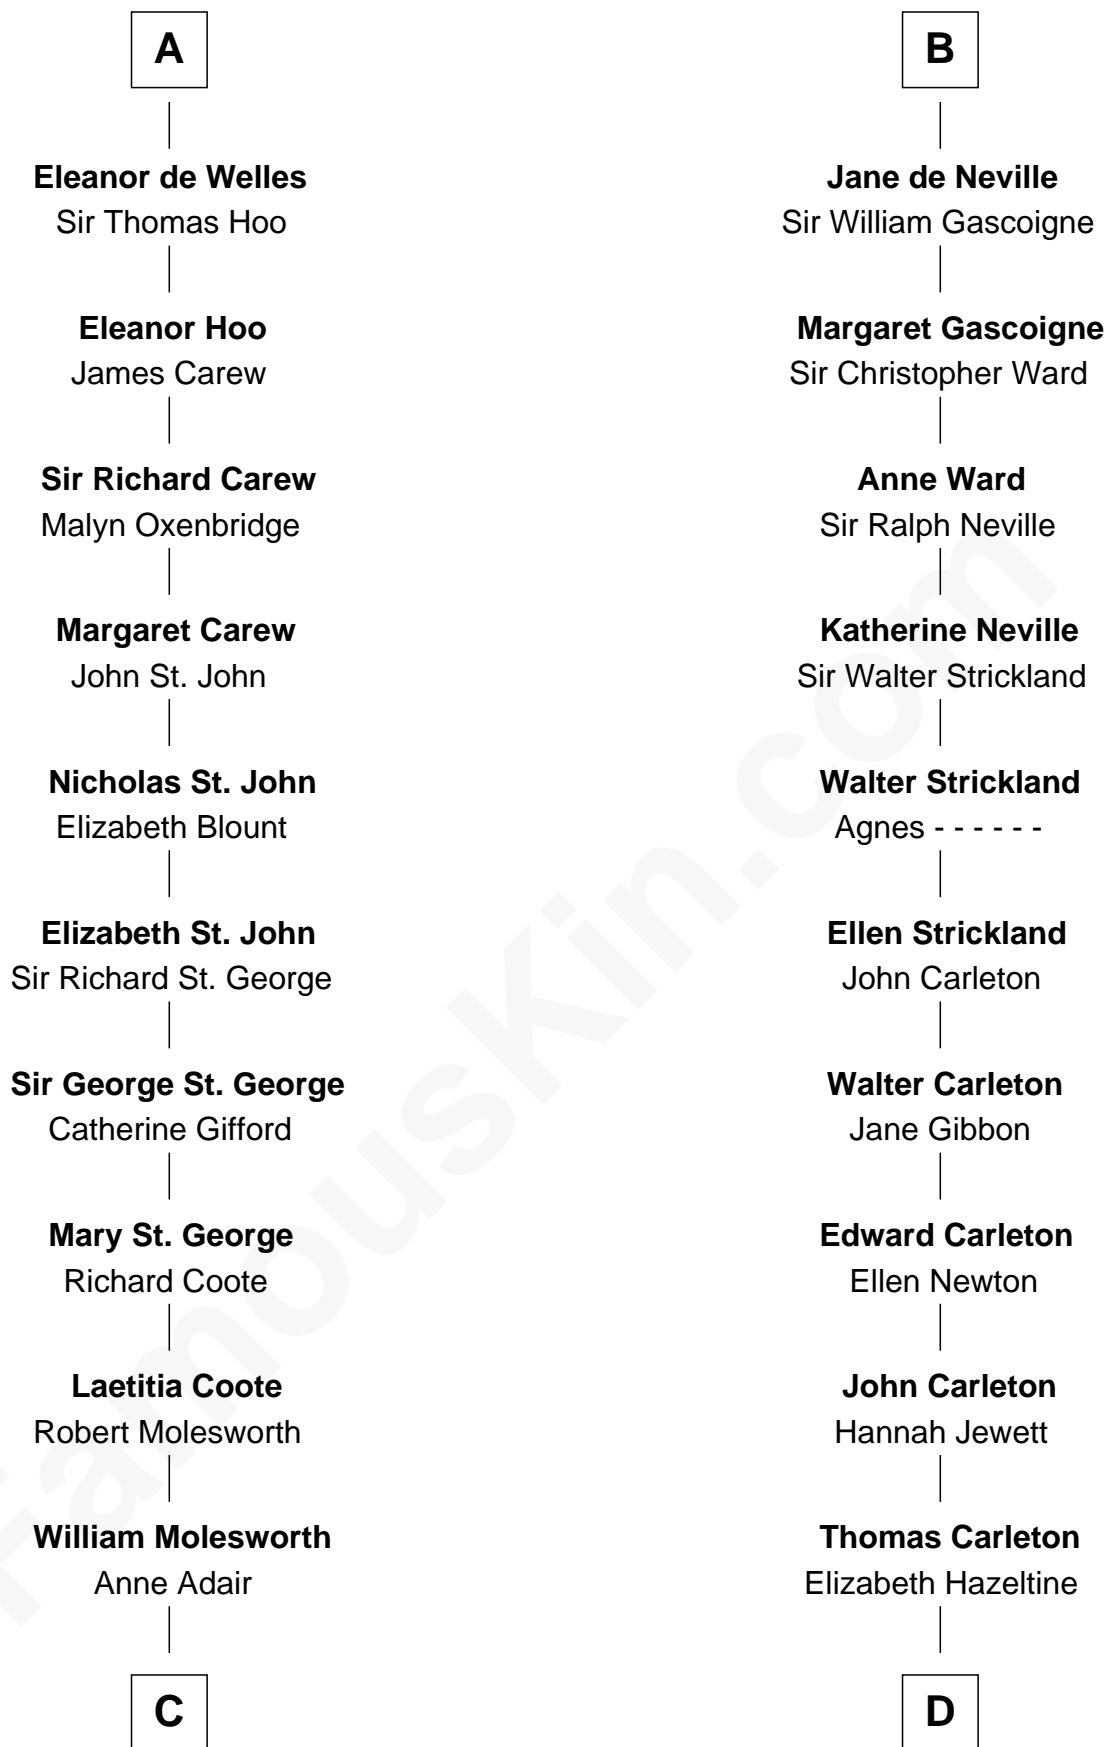 A
Eleanor de Welles
Sir Thomas Hoo
Eleanor Hoo
James Carew
Sir Richard Carew
Malyn Oxenbridge
Margaret Carew
John St. John
Nicholas St. John
Elizabeth Blount
Elizabeth St. John
Sir Richard St. George
Sir George St. George
Catherine Gifford
Mary St. George
Richard Coote
Laetitia Coote
Robert Molesworth
William Molesworth
Anne Adair
C
B
Jane de Neville
Sir William Gascoigne
Margaret Gascoigne
Sir Christopher Ward
Anne Ward
Sir Ralph Neville
Katherine Neville
Sir Walter Strickland
Walter Strickland
Agnes - - - - - -
Ellen Strickland
John Carleton
Walter Carleton
Jane Gibbon
Edward Carleton
Ellen Newton
John Carleton
Hannah Jewett
Thomas Carleton
Elizabeth Hazeltine
D
FamousKin.com